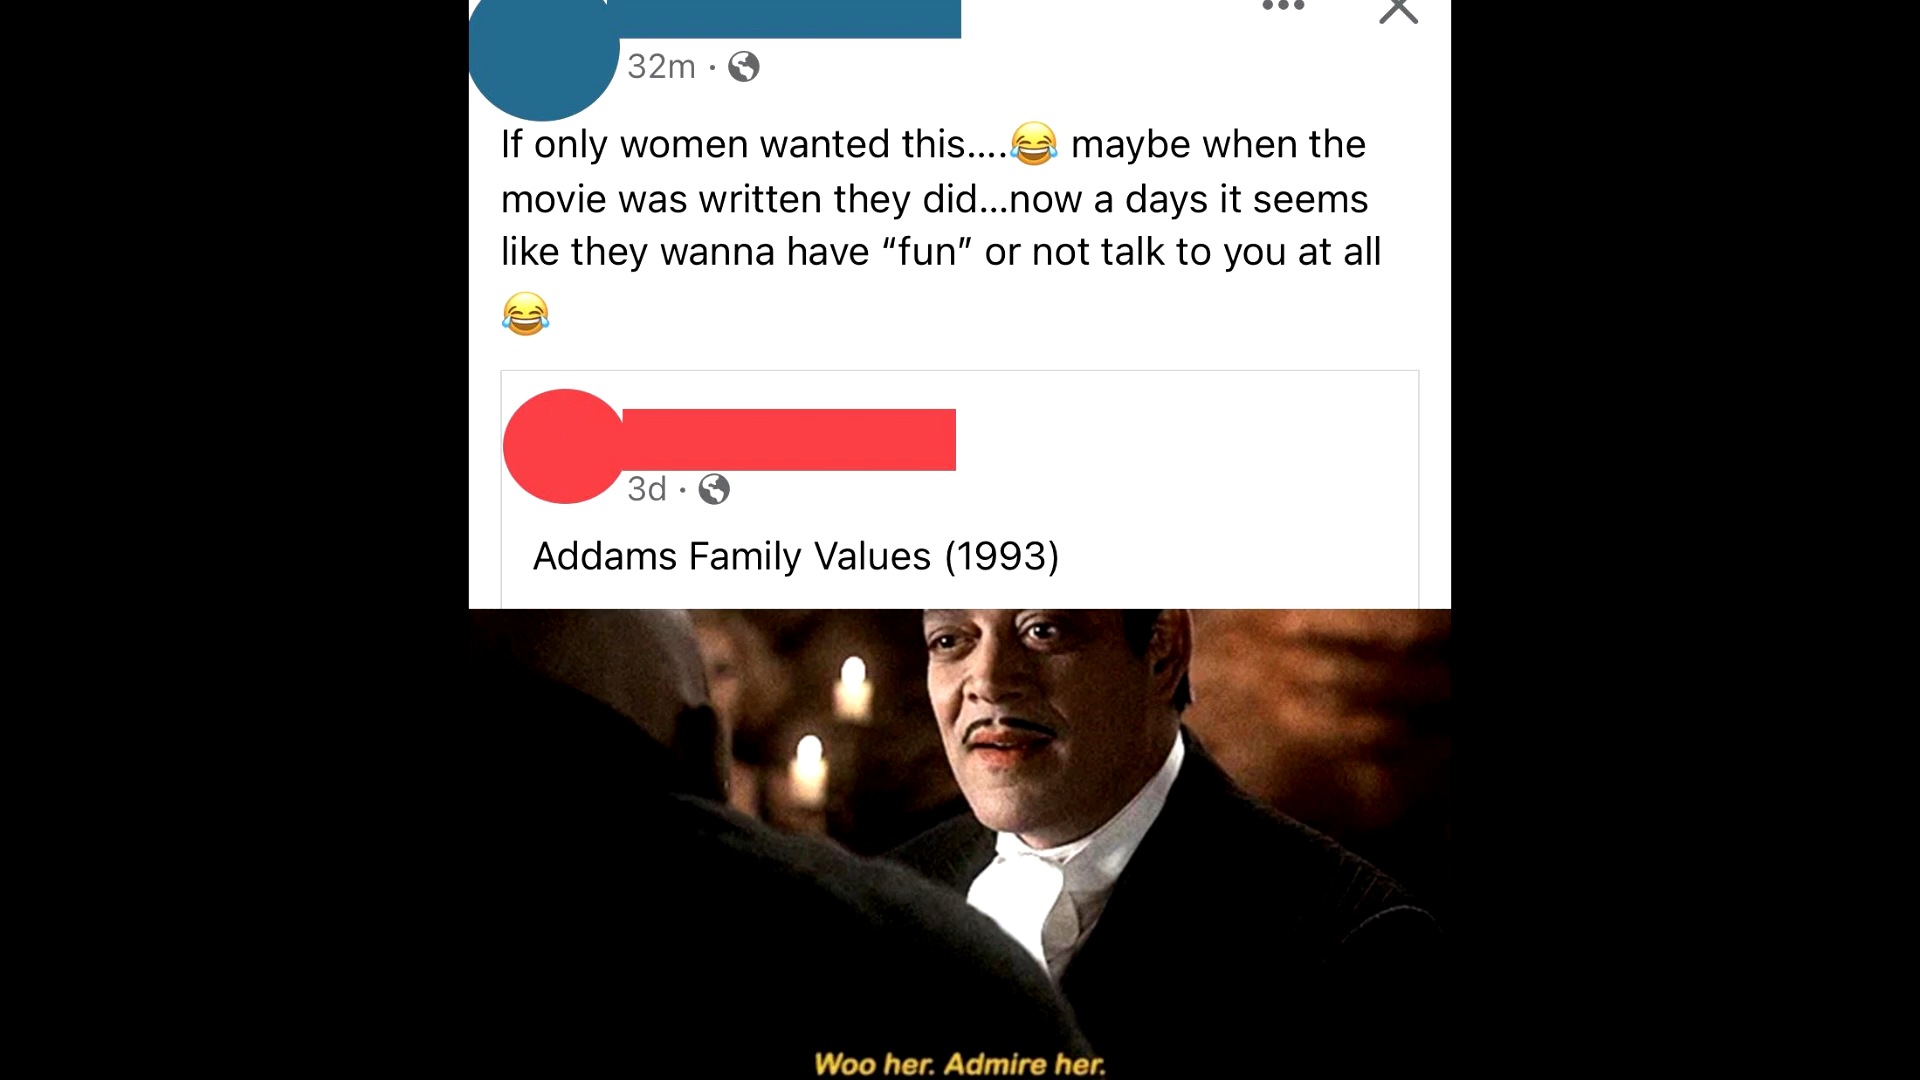 32m ·
If only women wanted this....😂 maybe when the
movie was written they did...now a days it seems
like they wanna have “fun” or not talk to you at all
😂
3d ·
Addams Family Values (1993)
Woo her. Admire her.